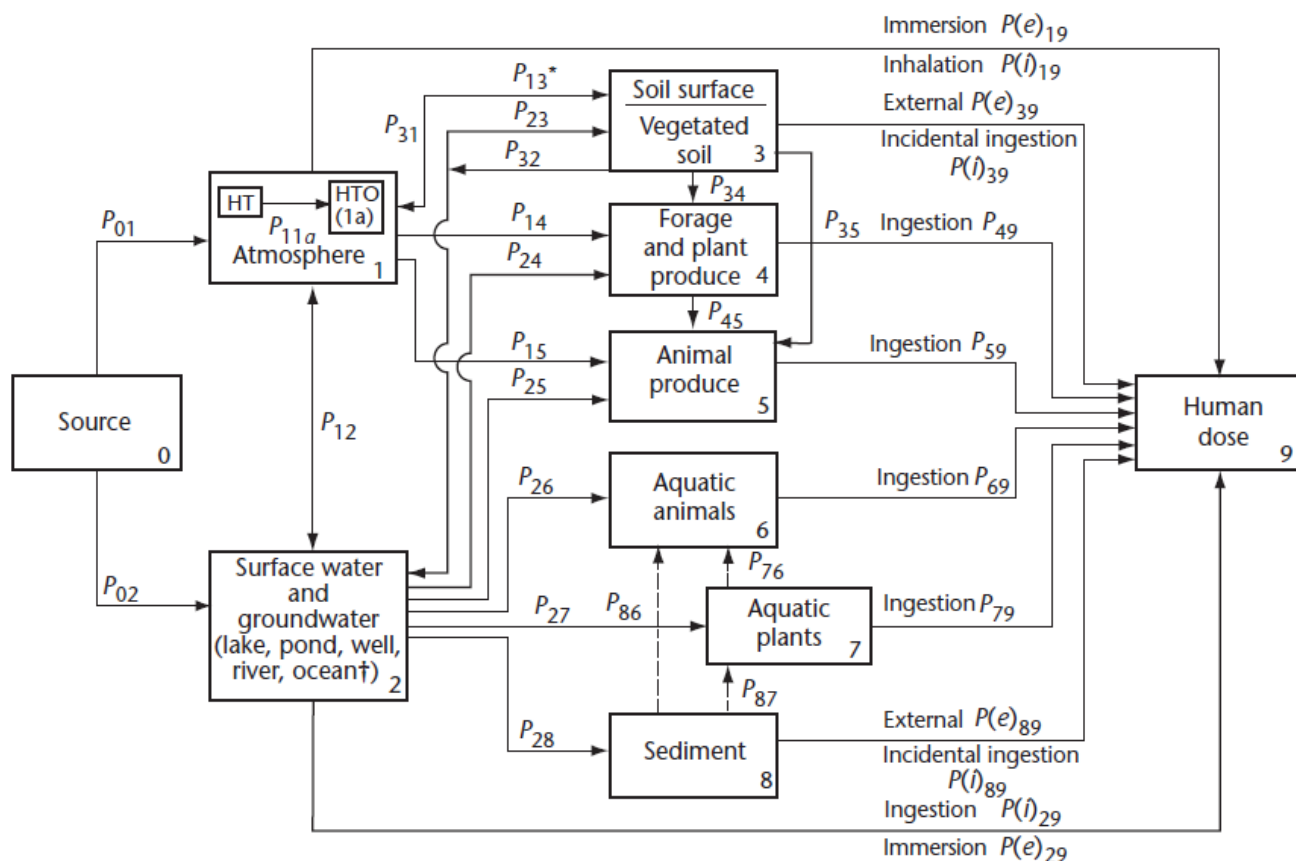 Immersion P(e)19
Inhalation P(i)19
P13*
Soil surface
Vegetated
soil
3
External P(e)39
Incidental ingestion
P(i)39
P31
P23
P32
P34
HT
HTO
(1a)
P11a
Atmosphere
1
P01
P14
P24
Forage
and plant
produce
4
P35
Ingestion P49
P45
P15
P25
Animal
produce
5
Ingestion P59
Source
0
P12
Human
dose
9
P26
Aquatic
animals
6
Ingestion P69
P02
Surface water
and
groundwater
(lake, pond, well,
river, ocean†)
2
P76
P27
P86
Aquatic
plants
7
Ingestion P79
P87
P28
Sediment
8
External P(e)89
Incidental ingestion
P(i)89
Ingestion P(i)29
Immersion P(e)29